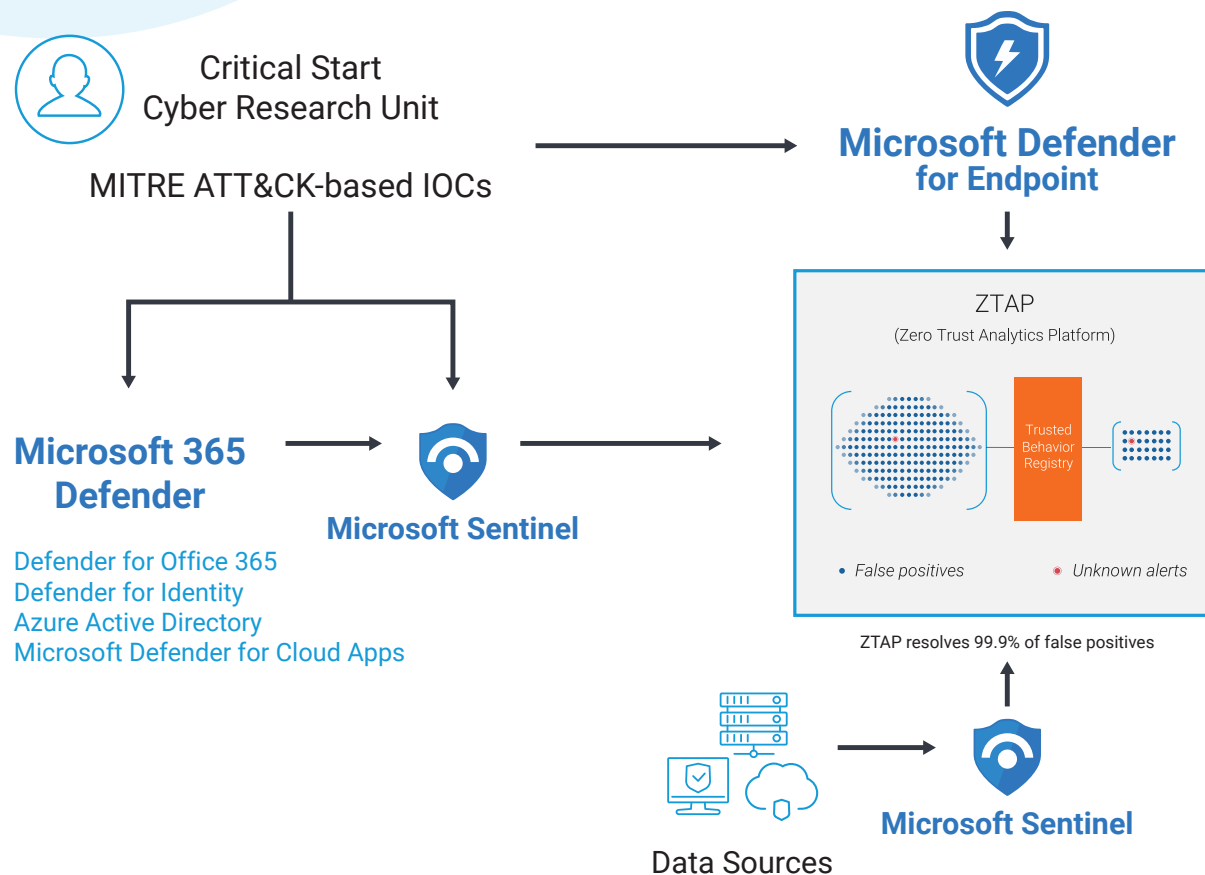 Critical Start
Cyber Research Unit
MITRE ATT&CK-based IOCs
Microsoft Defender
for Endpoint
ZTAP
(Zero Trust Analytics Platform)
Trusted
Behavior
Registry
• False positives
Unknown alerts
ZTAP resolves 99.9% of false positives
Microsoft 365
Defender
Defender for Office 365
Defender for Identity
Azure Active Directory
Microsoft Defender for Cloud Apps
Microsoft Sentinel
Data Sources
Microsoft Sentinel